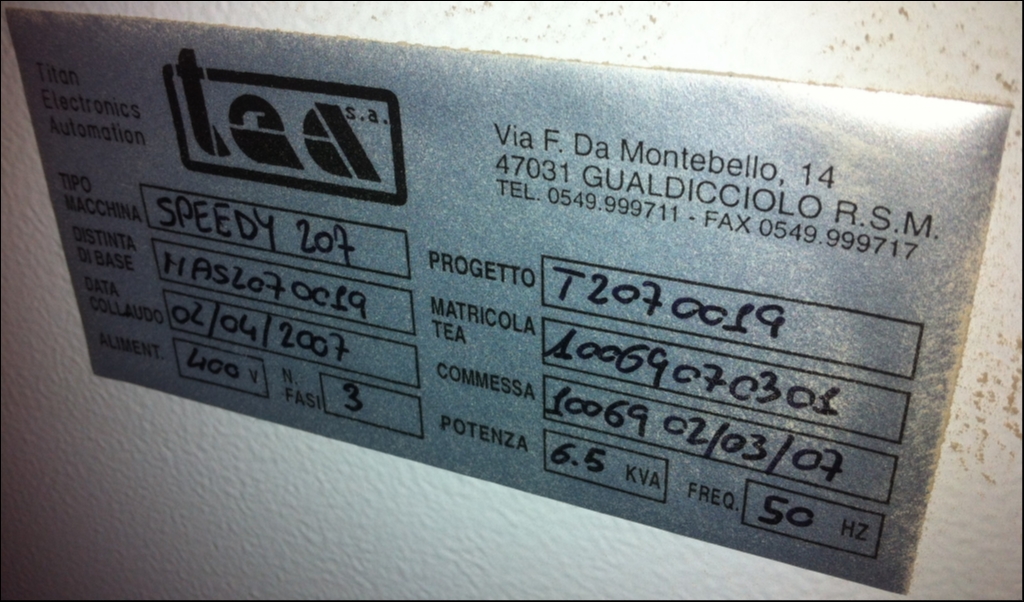 Titan
Electronics
Automation
tea s.a.
Via F. Da Montebello, 14
47031 GUALDICCIOLO R.S.M.
TEL. 0549.999711 - FAX 0549.999717
TIPO MACCHINA SPEEDY 207
DISTINTA DI BASE MAS2070019
DATA COLLAUDO 02/04/2007
ALIMENT. 400 V N. FASI 3
PROGETTO T2070019
MATRICOLA TEA 10069070301
COMMESSA 10069 02/03/07
POTENZA 6.5 KVA FREQ. 50 HZ